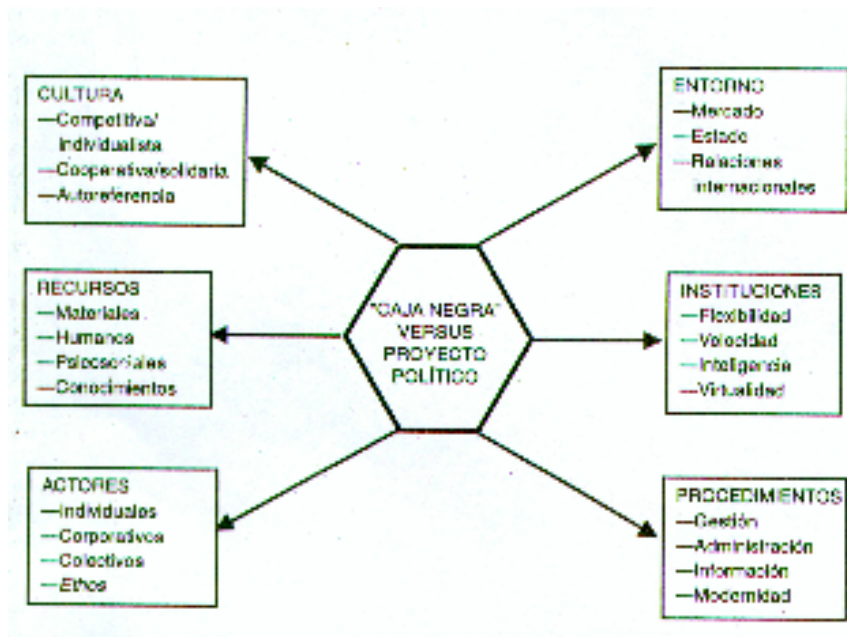 CULTURA
—Competitiva/
Individualista
—Cooperativa/solidaria
—Autoreferencia
RECURSOS
—Materiales
—Humanos
—Psicosociales
—Conocimientos
ACTORES
—Individuales
—Corporativos
—Colectivos
—Ethos
"CAJA NEGRA"
VERSUS
PROYECTO
POLÍTICO
ENTORNO
—Mercado
—Estado
—Relaciones
internacionales
INSTITUCIONES
—Flexibilidad
—Velocidad
—Inteligencia
—Virtualidad
PROCEDIMIENTOS
—Gestión
—Administración
—Información
—Modernidad